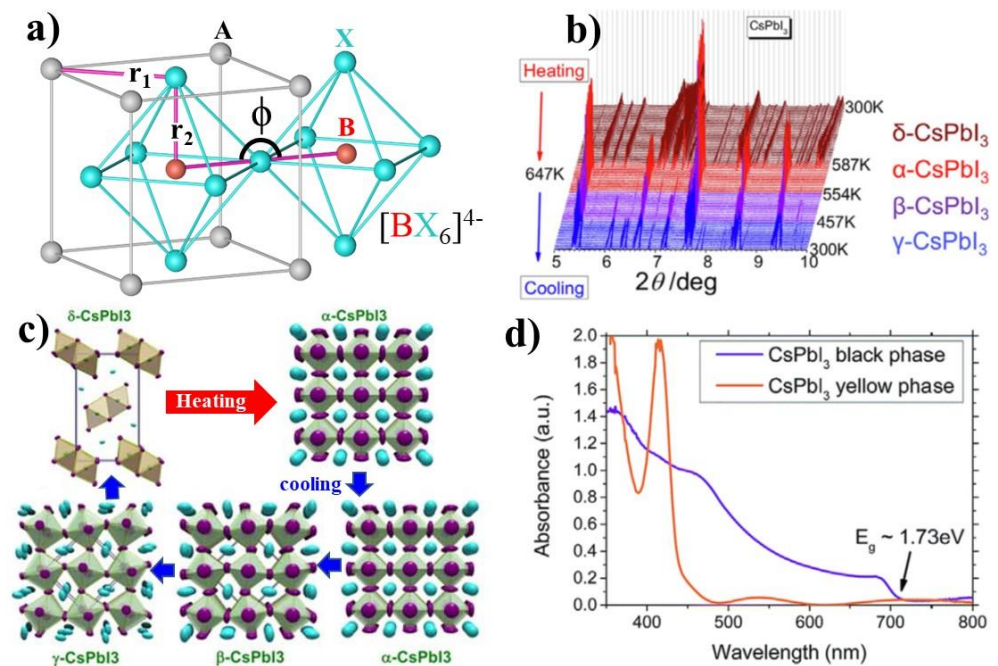 a)
A
X
r1
r2
ϕ
B
[BX6]4-
b)
CsPbI3
Heating
647K
Cooling
300K
587K
554K
457K
300K
5 6 7 8 9 10
2θ/deg
δ-CsPbI3
α-CsPbI3
β-CsPbI3
γ-CsPbI3
c)
δ-CsPbI3
α-CsPbI3
Heating
cooling
γ-CsPbI3
β-CsPbI3
α-CsPbI3
d)
2.0
1.8
1.6
1.4
1.2
1.0
0.8
0.6
0.4
0.2
0.0
Absorbance (a.u.)
CsPbI3 black phase
CsPbI3 yellow phase
Eg ~ 1.73eV
400 500 600 700 800
Wavelength (nm)